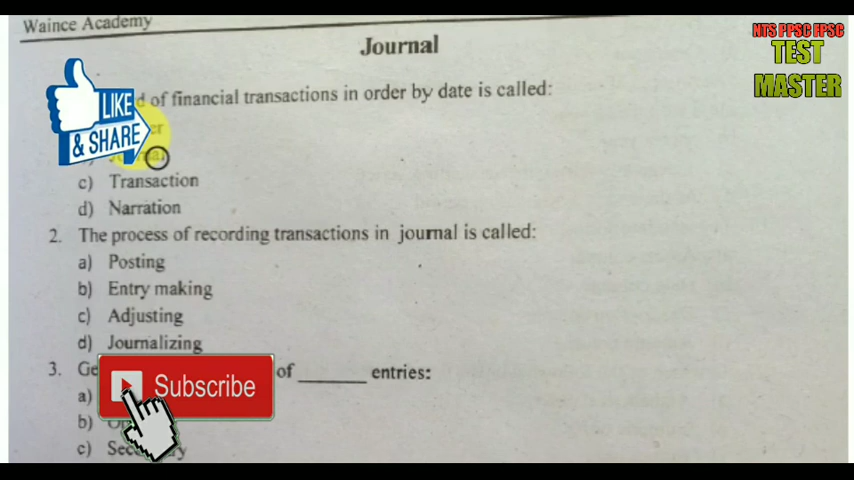 Waince Academy
NTS PPSC FPSC
TEST
MASTER
Journal
LIKE
& SHARE
of financial transactions in order by date is called:
c) Transaction
d) Narration
2. The process of recording transactions in journal is called:
a) Posting
b) Entry making
c) Adjusting
d) Journalizing
3. Ge of ______ entries:
Subscribe
a)
b)
c)